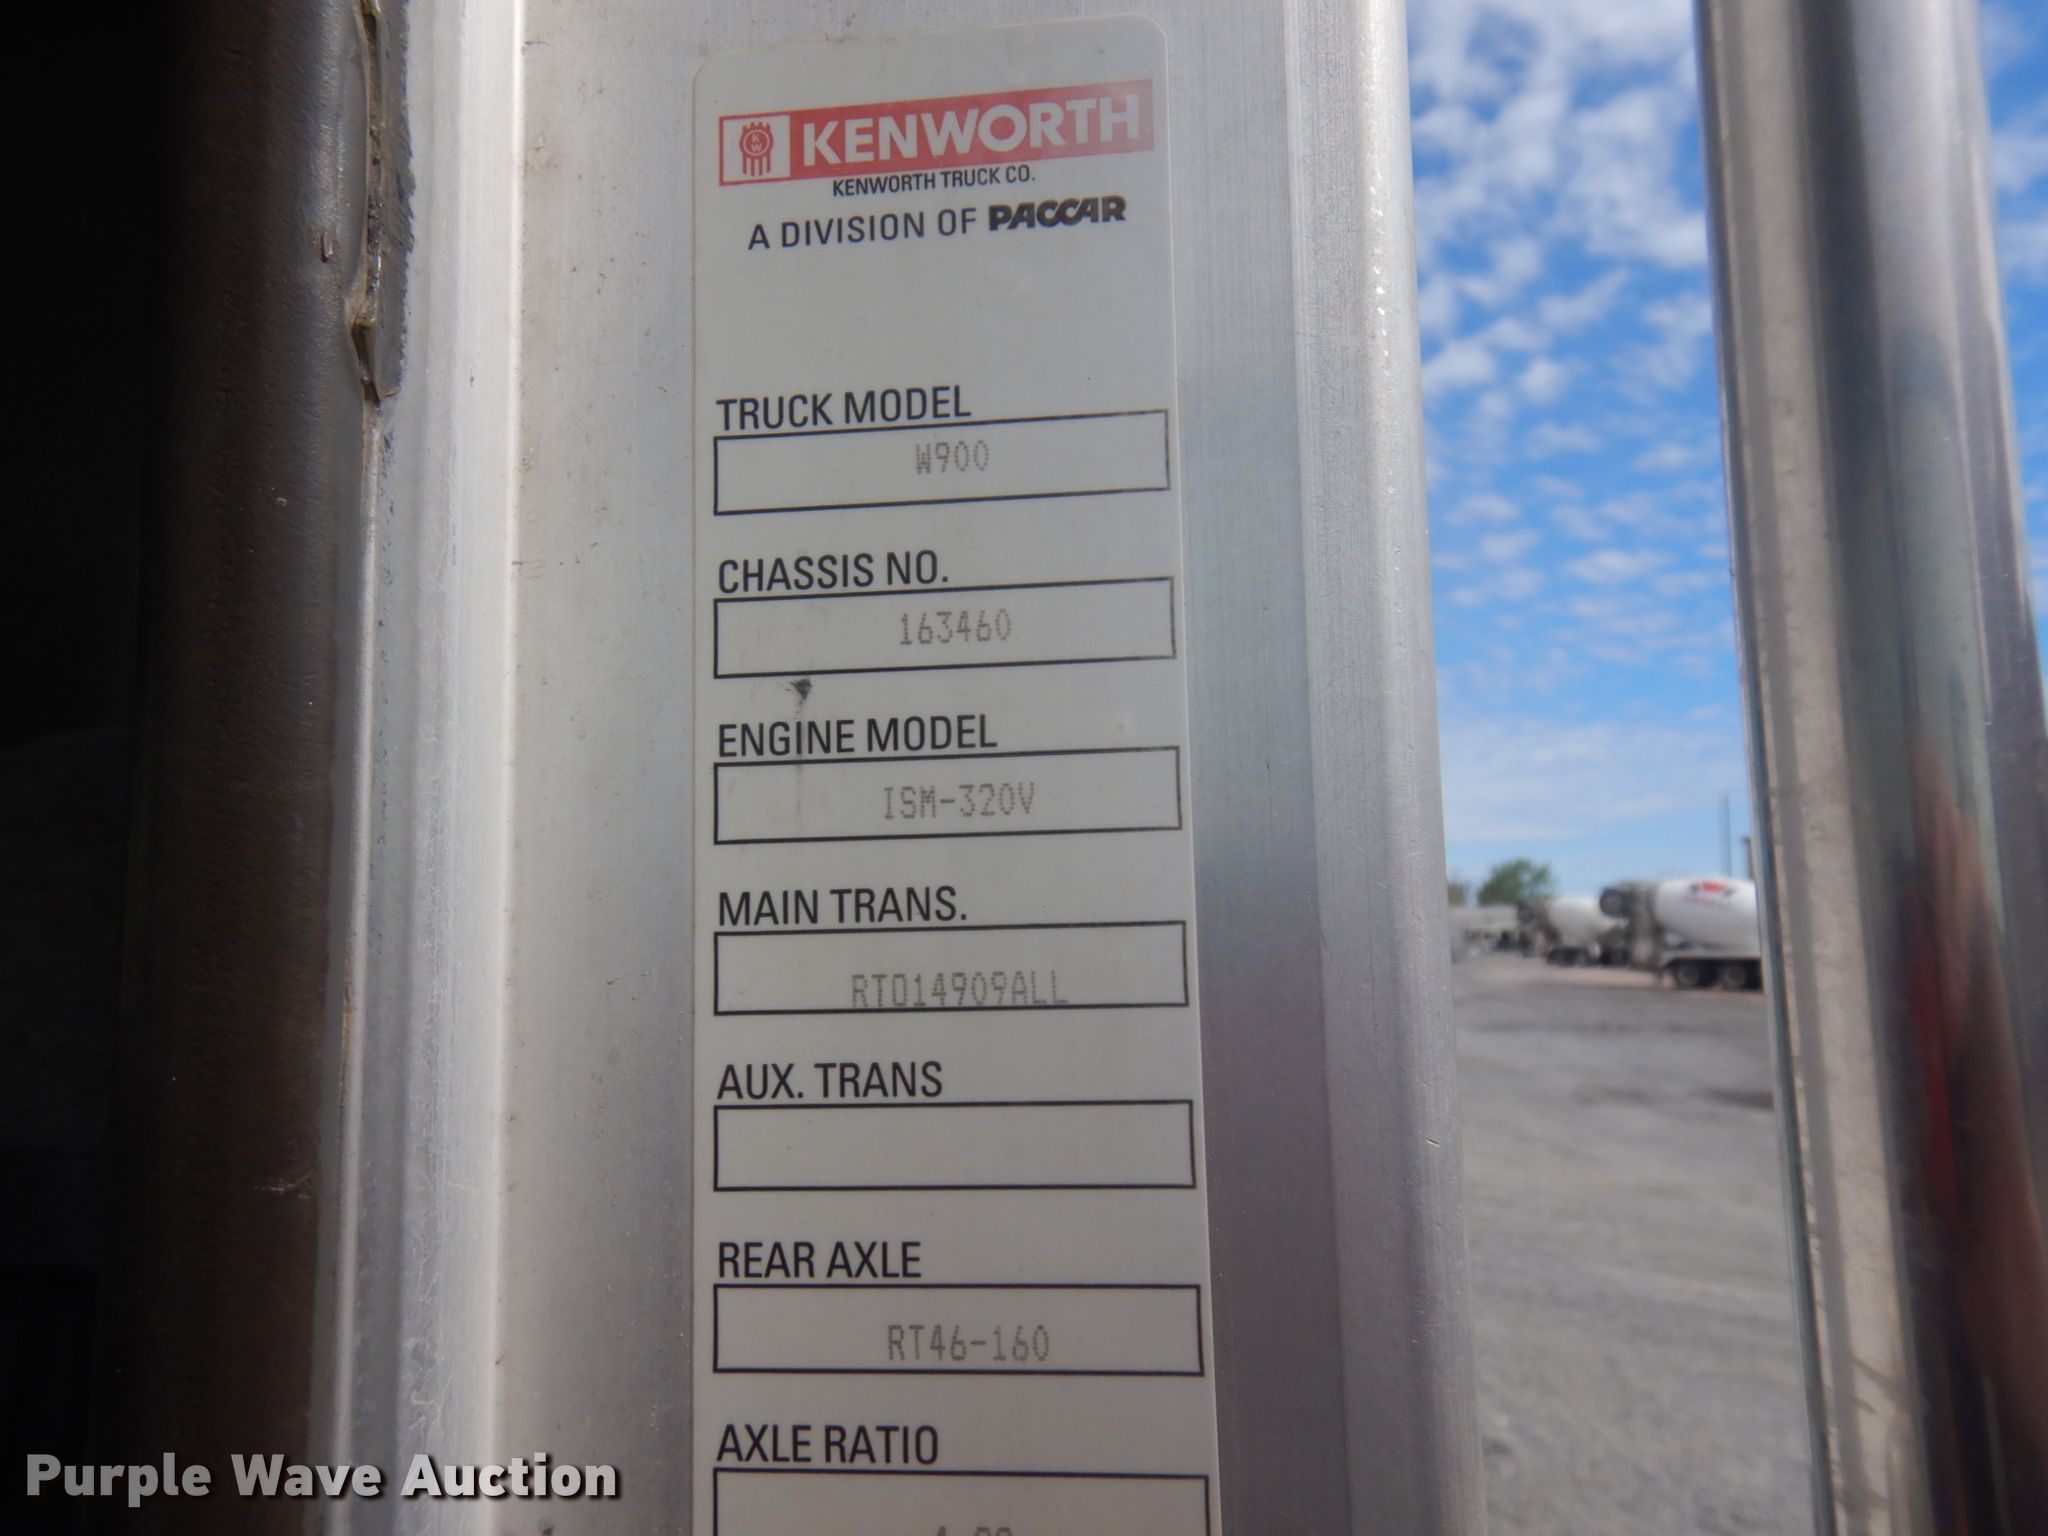 KW KENWORTH
KENWORTH TRUCK CO.
A DIVISION OF PACCAR
TRUCK MODEL
W900
CHASSIS NO.
163460
ENGINE MODEL
ISM-320V
MAIN TRANS.
RTO14909ALL
AUX. TRANS
REAR AXLE
RT46-160
AXLE RATIO
Purple Wave Auction